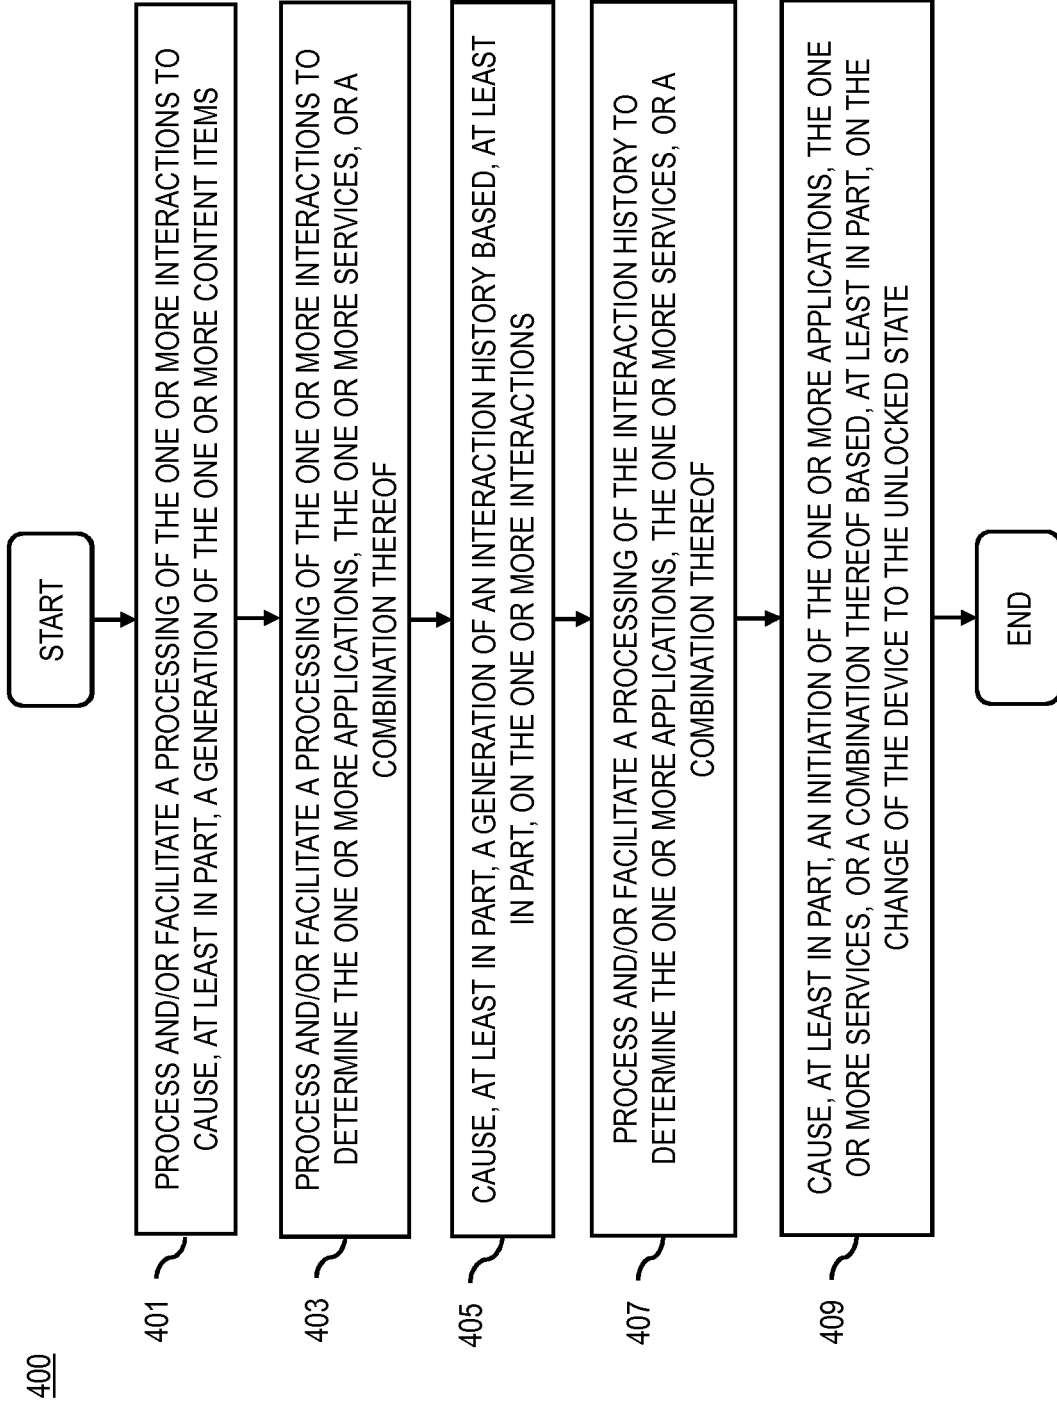 400
START
401
PROCESS AND/OR FACILITATE A PROCESSING OF THE ONE OR MORE INTERACTIONS TO
CAUSE, AT LEAST IN PART, A GENERATION OF THE ONE OR MORE CONTENT ITEMS
403
PROCESS AND/OR FACILITATE A PROCESSING OF THE ONE OR MORE INTERACTIONS TO
DETERMINE THE ONE OR MORE APPLICATIONS, THE ONE OR MORE SERVICES, OR A
COMBINATION THEREOF
405
CAUSE, AT LEAST IN PART, A GENERATION OF AN INTERACTION HISTORY BASED, AT LEAST
IN PART, ON THE ONE OR MORE INTERACTIONS
407
PROCESS AND/OR FACILITATE A PROCESSING OF THE INTERACTION HISTORY TO
DETERMINE THE ONE OR MORE APPLICATIONS, THE ONE OR MORE SERVICES, OR A
COMBINATION THEREOF
409
CAUSE, AT LEAST IN PART, AN INITIATION OF THE ONE OR MORE APPLICATIONS, THE ONE
OR MORE SERVICES, OR A COMBINATION THEREOF BASED, AT LEAST IN PART, ON THE
CHANGE OF THE DEVICE TO THE UNLOCKED STATE
END